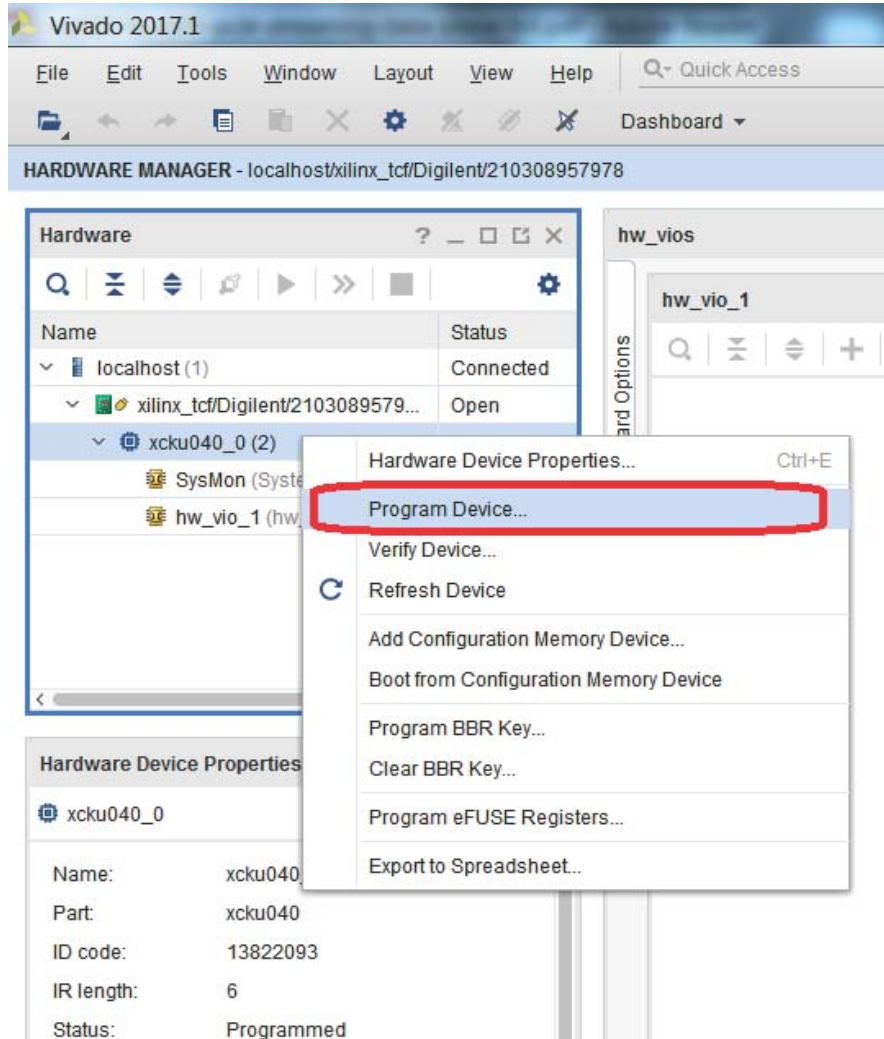 Vivado 2017.1
File Edit Tools Window Layout View Help Quick Access
Dashboard
HARDWARE MANAGER - localhost/xilinx_tcf/Digilent/210308957978
Hardware
Name Status
localhost (1) Connected
xilinx_tcf/Digilent/2103089579... Open
xcku040_0 (2)
SysMon (Syste
hw_vio_1 (hw_
hw_vios
hw_vio_1
ard Options
Hardware Device Properties... Ctrl+E
Program Device...
Verify Device...
Refresh Device
Add Configuration Memory Device...
Boot from Configuration Memory Device
Program BBR Key...
Clear BBR Key...
Program eFUSE Registers...
Export to Spreadsheet...
Hardware Device Properties
xcku040_0
Name: xcku040_
Part: xcku040
ID code: 13822093
IR length: 6
Status: Programmed